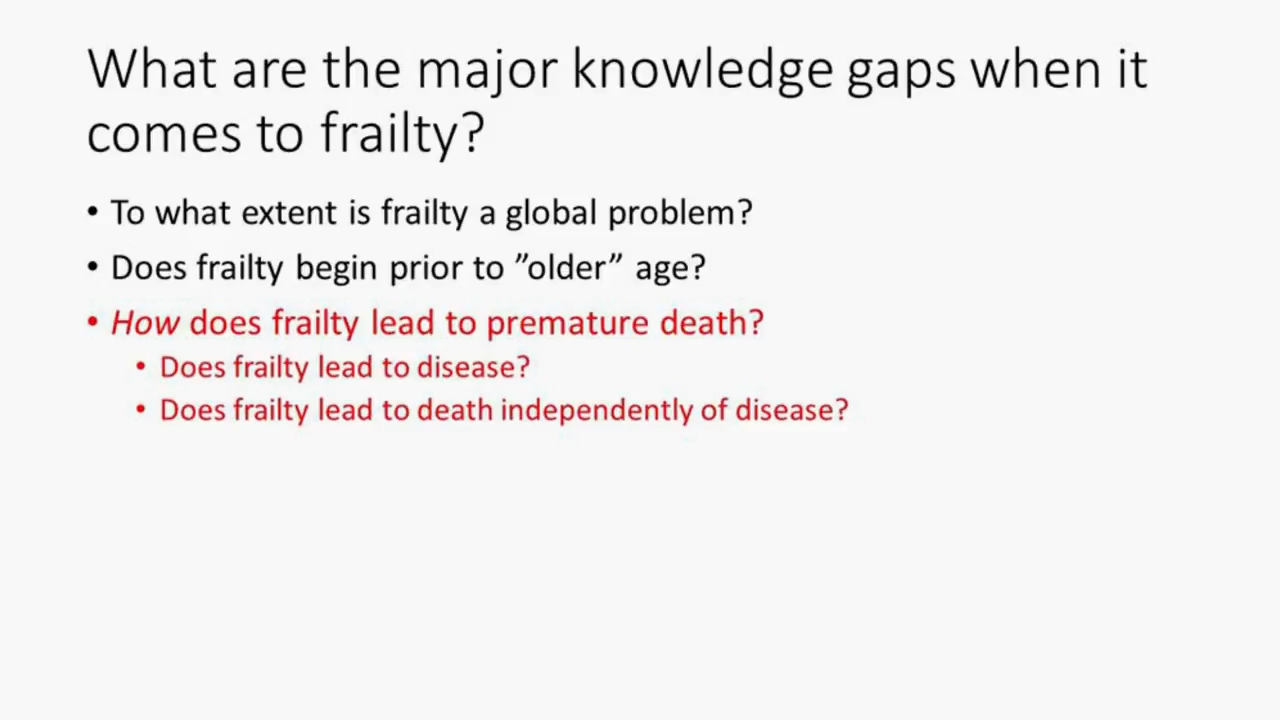 What are the major knowledge gaps when it
comes to frailty?
• To what extent is frailty a global problem?
• Does frailty begin prior to ”older” age?
• How does frailty lead to premature death?
• Does frailty lead to disease?
• Does frailty lead to death independently of disease?